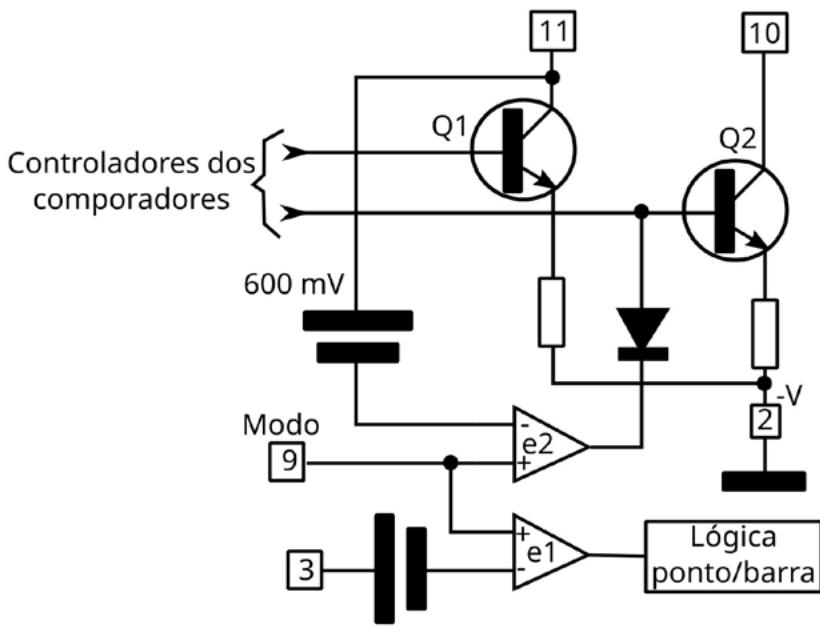 11
10
Q1
Q2
Controladores dos
comporadores
600 mV
-V
2
Modo
9
-
+
e2
+
-
e1
3
Lógica
ponto/barra